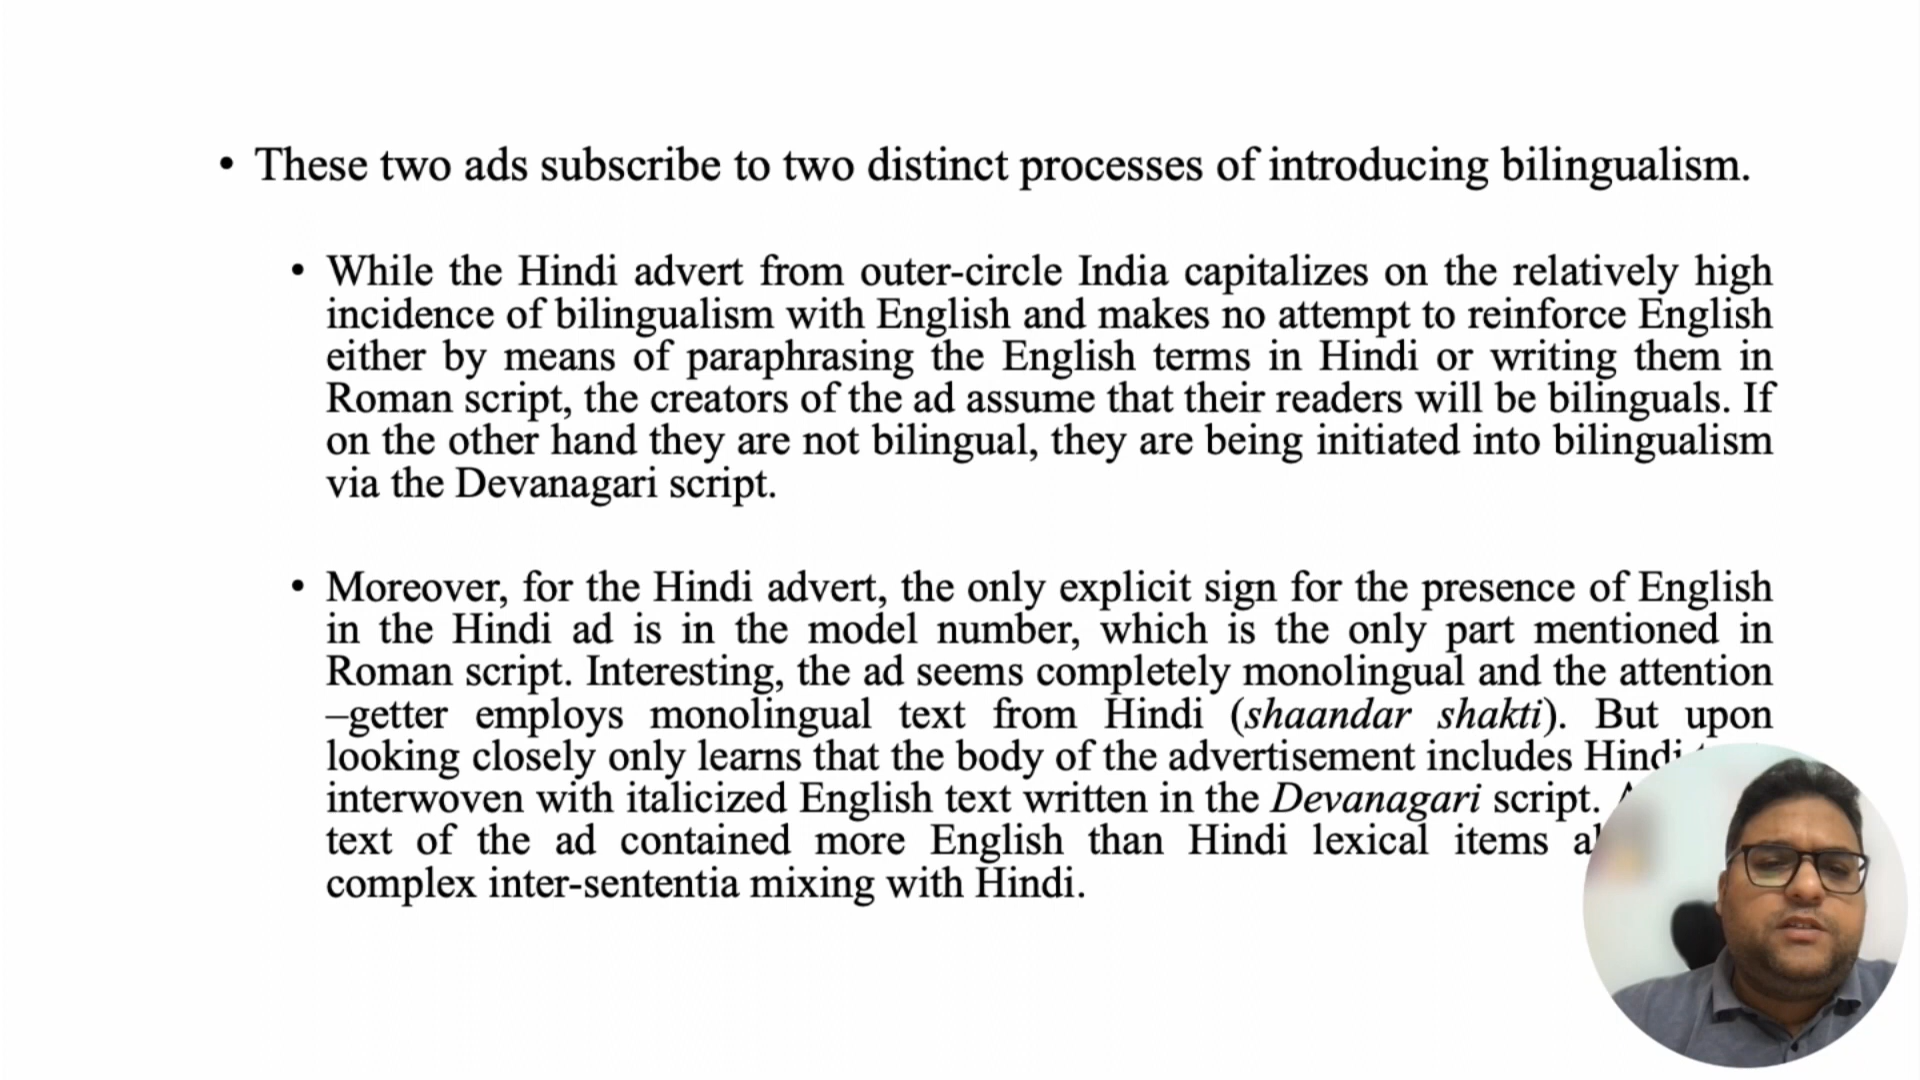 • These two ads subscribe to two distinct processes of introducing bilingualism.
• While the Hindi advert from outer-circle India capitalizes on the relatively high
incidence of bilingualism with English and makes no attempt to reinforce English
either by means of paraphrasing the English terms in Hindi or writing them in
Roman script, the creators of the ad assume that their readers will be bilinguals. If
on the other hand they are not bilingual, they are being initiated into bilingualism
via the Devanagari script.
• Moreover, for the Hindi advert, the only explicit sign for the presence of English
in the Hindi ad is in the model number, which is the only part mentioned in
Roman script. Interesting, the ad seems completely monolingual and the attention
–getter employs monolingual text from Hindi (shaandar shakti). But upon
looking closely only learns that the body of the advertisement includes Hindi
interwoven with italicized English text written in the Devanagari script.
text of the ad contained more English than Hindi lexical items
complex inter-sententia mixing with Hindi.